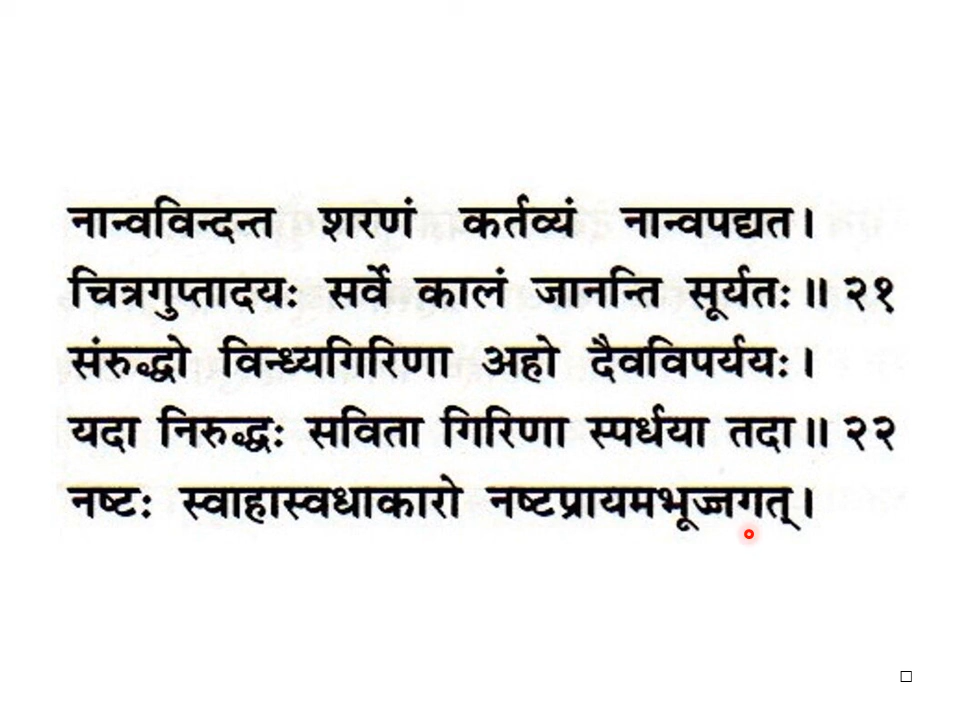 नान्वविन्दन्त शरणं कर्तव्यं नान्वपद्यत।
चित्रगुप्तादयः सर्वे कालं जानन्ति सूर्यतः॥ २१
संरुद्धो विन्ध्यगिरिणा अहो दैवविपर्ययः।
यदा निरुद्धः सविता गिरिणा स्पर्धया तदा॥ २२
नष्टः स्वाहास्वधाकारो नष्टप्रायमभूज्जगत्।